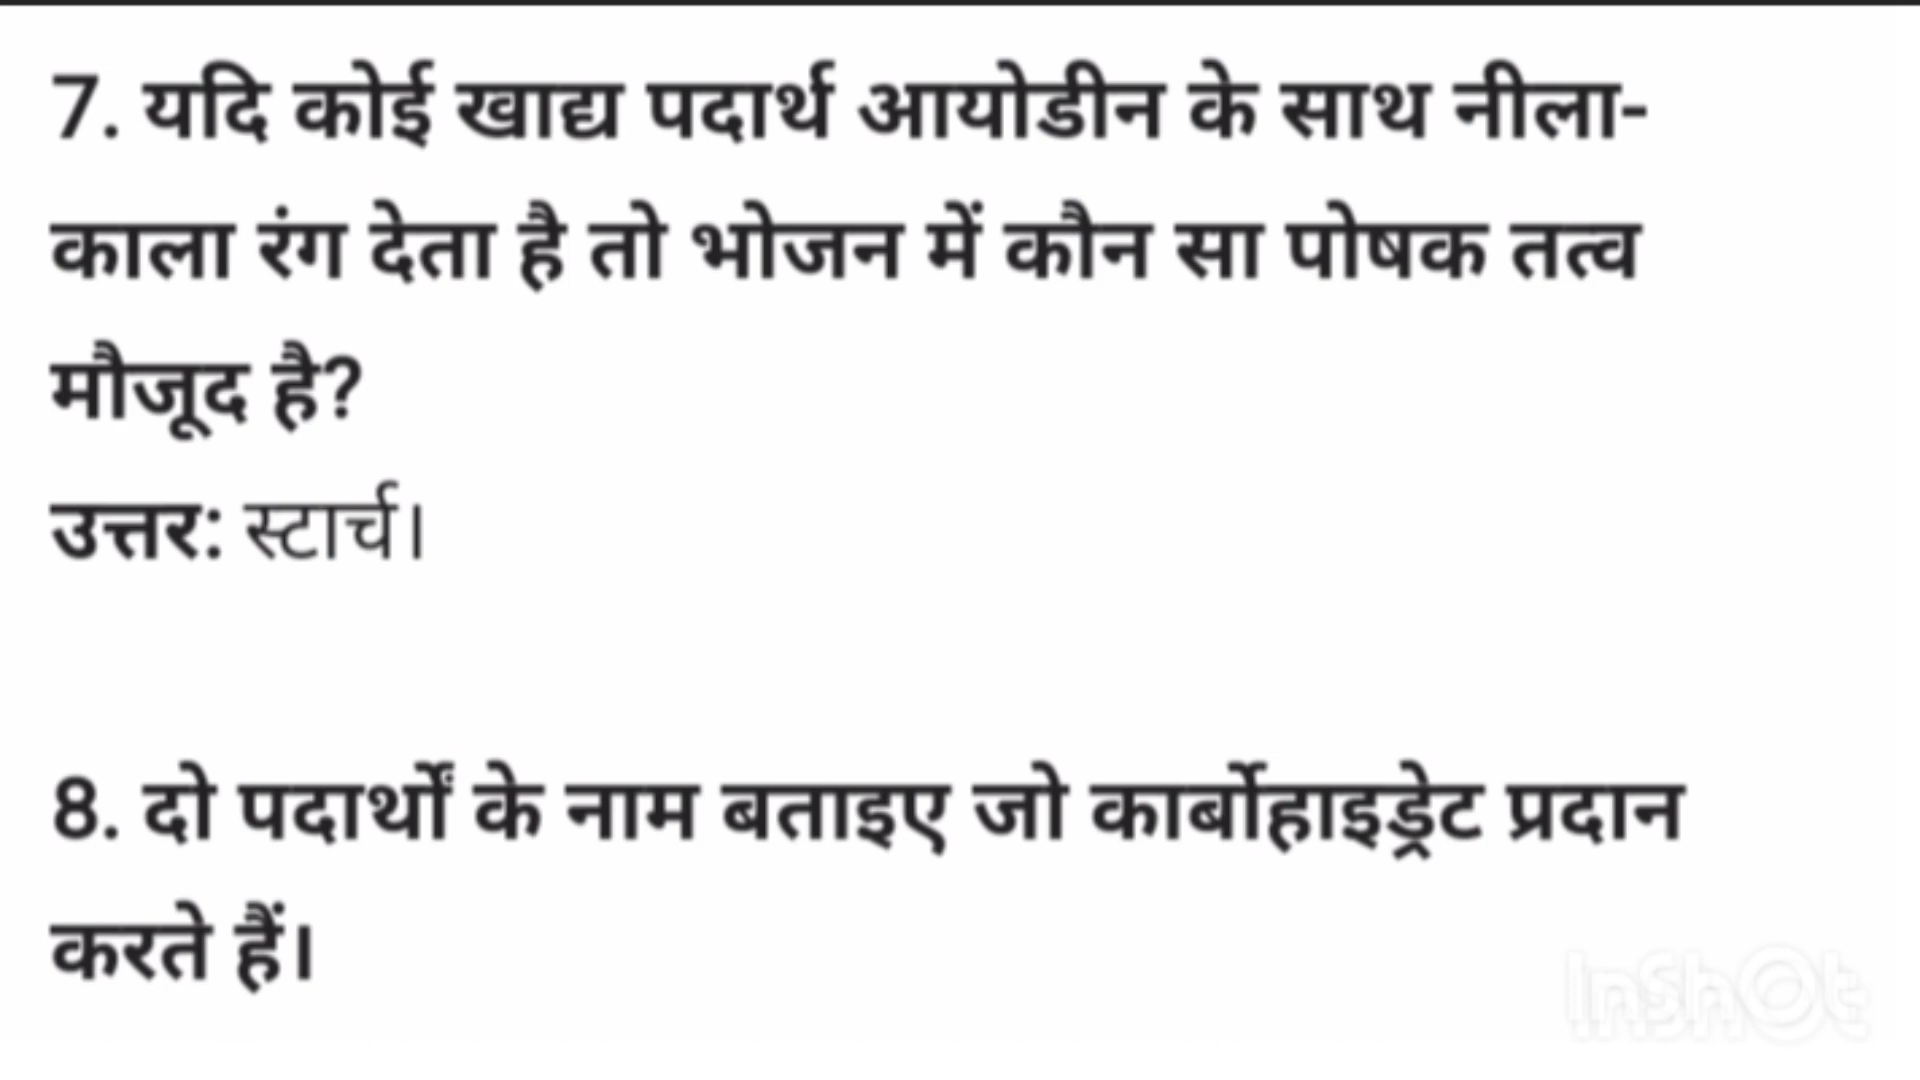 7. यदि कोई खाद्य पदार्थ आयोडीन के साथ नीला-
काला रंग देता है तो भोजन में कौन सा पोषक तत्व
मौजूद है?
उत्तर: स्टार्च।
8. दो पदार्थों के नाम बताइए जो कार्बोहाइड्रेट प्रदान
करते हैं।
InShOt